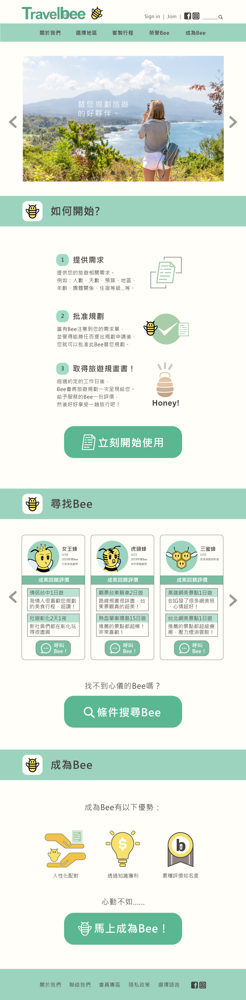 Travelbee
Sign in | Join |
關於我們 選擇地區 客製行程 榮譽Bee 成為Bee
替您規劃旅遊
的好夥伴。
如何開始?
1 提供需求
提供您的旅遊相關需求。
例如：人數、天數、預算、地區、
年齡、團體關係、住宿等級...等。
2 批准規劃
當有Bee注意到您的需求單，
並覺得能勝任而提出規劃申請後，
您就可以批准此Bee替您規劃。
3 取得旅遊規畫書！
經過約定的工作日後，
Bee會將旅遊規劃一次呈現給您。
給予服務的Bee一份評價，
然後好好享受一趟旅行吧！
Honey!
立刻開始使用
尋找Bee
女王蜂
LV18
2019榮譽Bee
中部美食顧問
成案回饋評價
情侶台中1日遊
我情人很喜歡您規劃
的美食行程，超讚！
社遊彰化2天1夜
新社員們都在彰化玩
得很盡興
呼叫
Bee！
虎頭蜂
LV15
2019榮譽Bee
自然景觀顧問
成案回饋評價
觀景台東騎車2日遊
路線規畫很詳盡，台
東景觀真的超美！
熱血單車環島15日遊
推薦的景點都超棒！
非常喜歡！
呼叫
Bee！
三蜜蜂
LV10
旅遊規劃超新星
成案回饋評價
高雄網美景點1日遊
在IG發了很多網美照
，心情超好！
台北網美景點1日遊
推薦的景點都超級療
癒，壓力煙消雲散！
呼叫
Bee！
找不到心儀的Bee嗎？
條件搜尋Bee
成為Bee
成為Bee有以下優勢：
$
b
人性化配對 透過知識獲利 累積評價知名度
心動不如......
馬上成為Bee！
關於我們 聯絡我們 會員專區 隱私政策 選擇語言